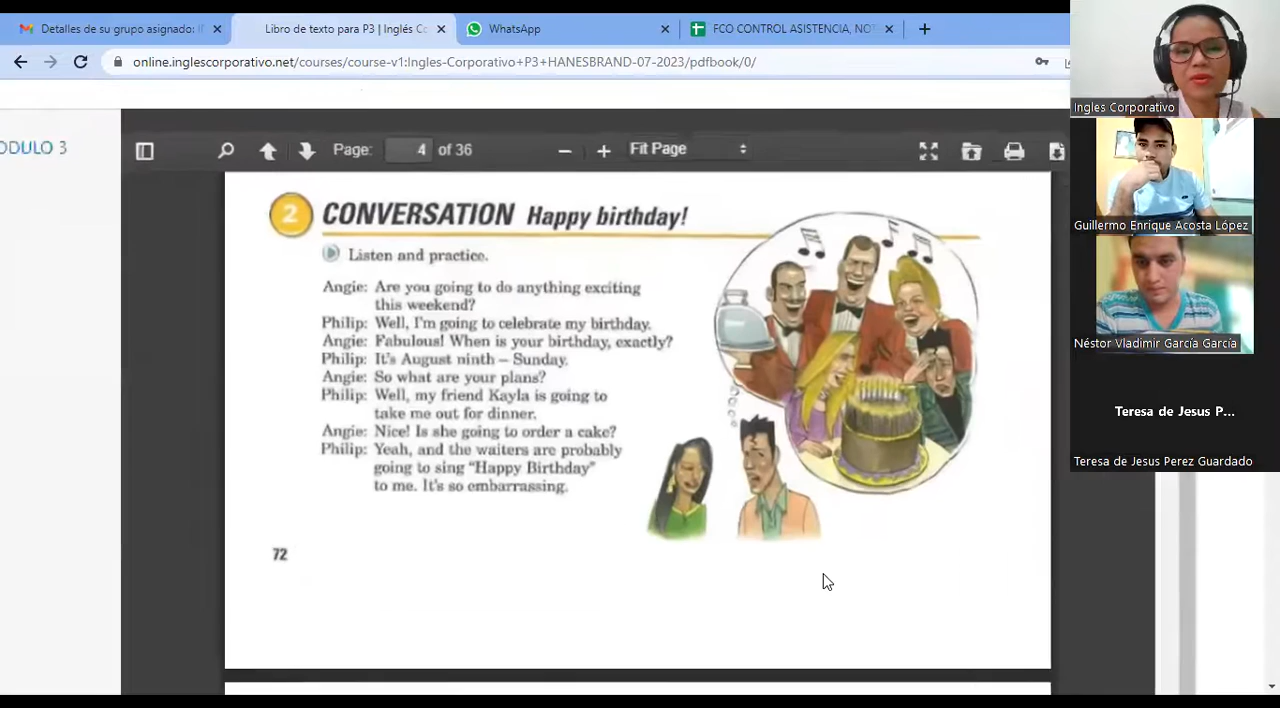 Detalles de su grupo asignado: I
Libro de texto para P3 | Inglés Co
WhatsApp
FCO CONTROL ASISTENCIA, NOT
online.inglescorporativo.net/courses/course-v1:Ingles-Corporativo+P3+HANESBRAND-07-2023/pdfbook/0/
Ingles Corporativo
ODULO 3
Page: 4 of 36
Fit Page
2 CONVERSATION Happy birthday!
Listen and practice.
Angie: Are you going to do anything exciting
this weekend?
Philip: Well, I'm going to celebrate my birthday.
Angie: Fabulous! When is your birthday, exactly?
Philip: It's August ninth – Sunday.
Angie: So what are your plans?
Philip: Well, my friend Kayla is going to
take me out for dinner.
Angie: Nice! Is she going to order a cake?
Philip: Yeah, and the waiters are probably
going to sing “Happy Birthday”
to me. It's so embarrassing.
72
Guillermo Enrique Acosta López
Néstor Vladimir García García
Teresa de Jesus P...
Teresa de Jesus Perez Guardado